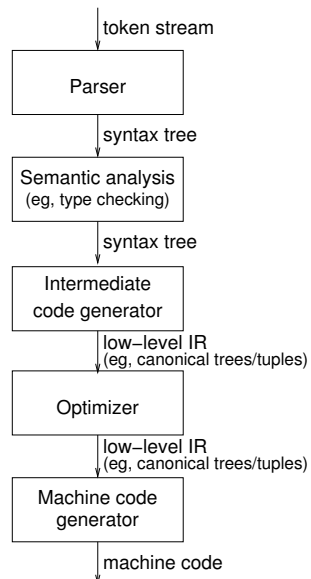 token stream
Parser
syntax tree
Semantic analysis
(eg, type checking)
syntax tree
Intermediate
code generator
low−level IR
(eg, canonical trees/tuples)
Optimizer
low−level IR
(eg, canonical trees/tuples)
Machine code
generator
machine code